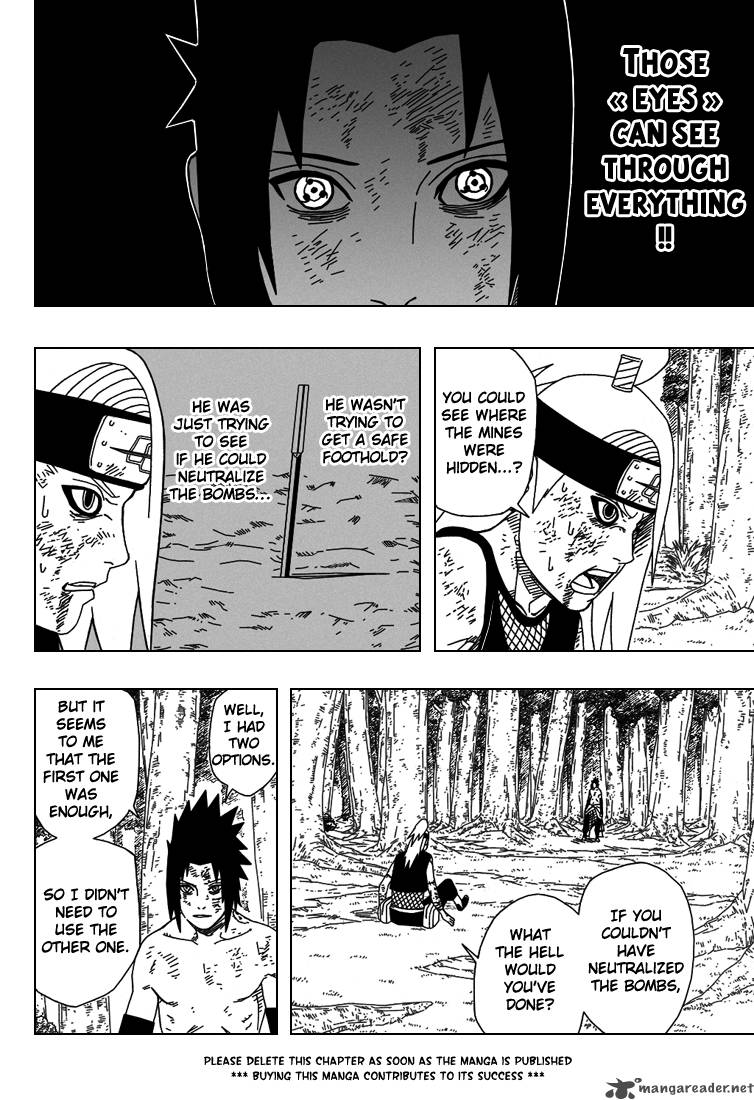 THOSE
« EYES »
CAN SEE
THROUGH
EVERYTHING
!!
YOU COULD
SEE WHERE
THE MINES
WERE
HIDDEN...?
HE WASN'T
TRYING TO
GET A SAFE
FOOTHOLD?
HE WAS
JUST TRYING
TO SEE
IF HE COULD
NEUTRALIZE
THE BOMBS...
IF YOU
COULDN'T
HAVE
NEUTRALIZED
THE BOMBS,
WHAT
THE HELL
WOULD
YOU'VE
DONE?
WELL,
I HAD
TWO
OPTIONS.
BUT IT
SEEMS
TO ME
THAT THE
FIRST ONE
WAS
ENOUGH,
SO I DIDN'T
NEED TO
USE THE
OTHER ONE.
PLEASE DELETE THIS CHAPTER AS SOON AS THE MANGA IS PUBLISHED
*** BUYING THIS MANGA CONTRIBUTES TO ITS SUCCESS ***
mangareader.net